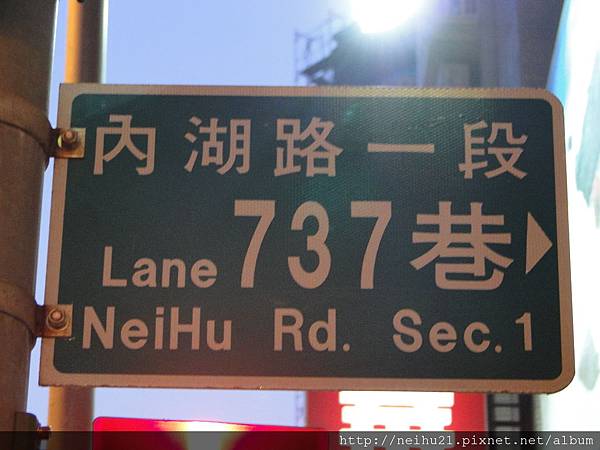 內湖路一段
Lane 737巷
NeiHu Rd. Sec.1
http://neihu21.pixnet.net/album